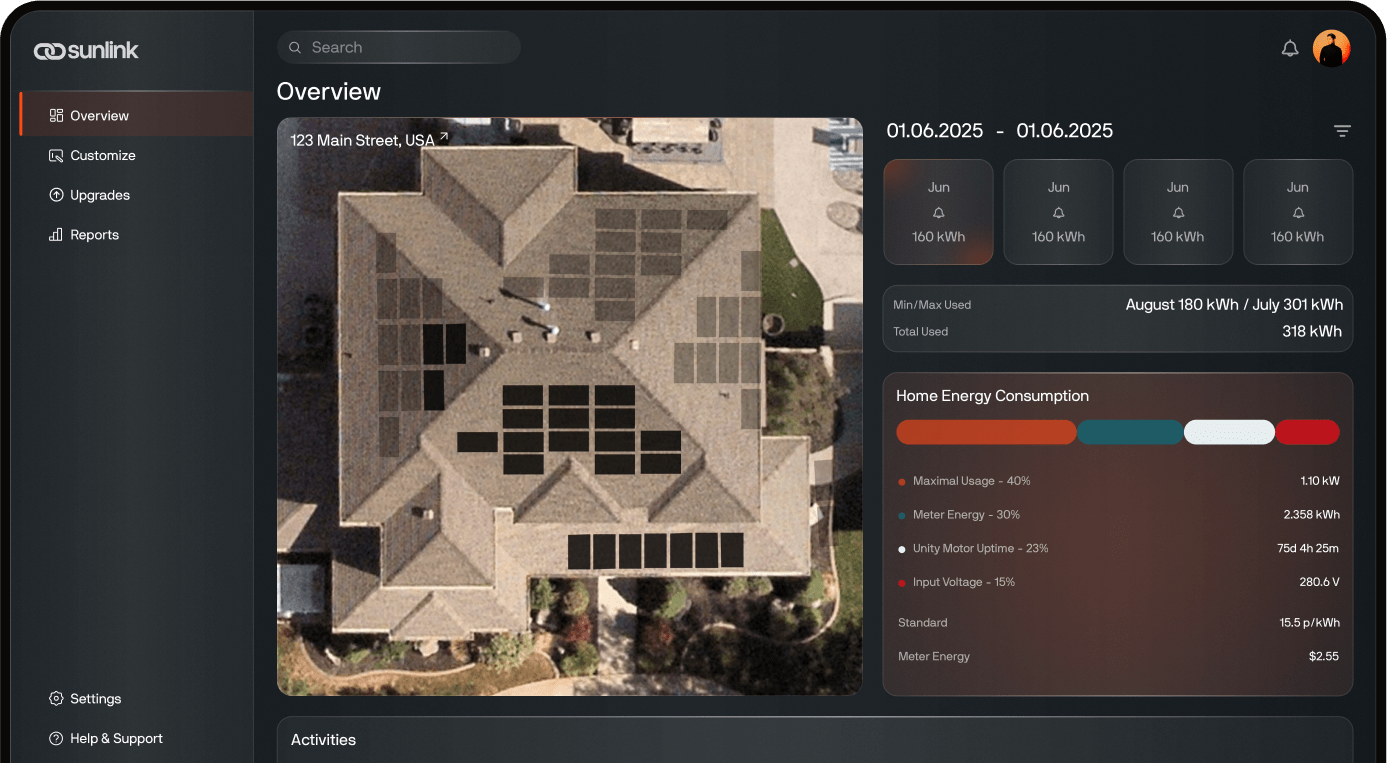 sunlink
Search
Overview
Customize
Upgrades
Reports
Settings
Help & Support
Overview
123 Main Street, USA
01.06.2025 - 01.06.2025
Jun
160 kWh
Jun
160 kWh
Jun
160 kWh
Jun
160 kWh
Min/Max Used August 180 kWh / July 301 kWh
Total Used 318 kWh
Home Energy Consumption
Maximal Usage - 40% 1.10 kW
Meter Energy - 30% 2.358 kWh
Unity Motor Uptime - 23% 75d 4h 25m
Input Voltage - 15% 280.6 V
Standard 15.5 p/kWh
Meter Energy $2.55
Activities